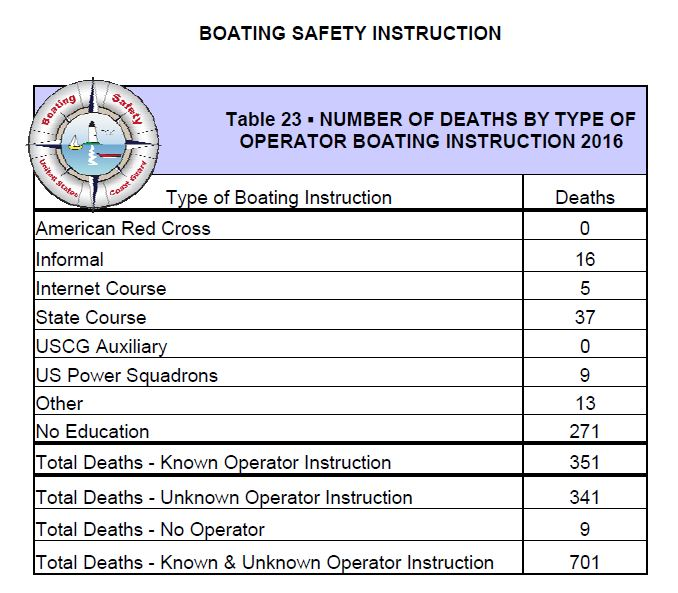 BOATING SAFETY INSTRUCTION
Boating Safety
United States Coast Guard
Table 23 ▪ NUMBER OF DEATHS BY TYPE OF
OPERATOR BOATING INSTRUCTION 2016
Type of Boating Instruction Deaths
American Red Cross 0
Informal 16
Internet Course 5
State Course 37
USCG Auxiliary 0
US Power Squadrons 9
Other 13
No Education 271
Total Deaths - Known Operator Instruction 351
Total Deaths - Unknown Operator Instruction 341
Total Deaths - No Operator 9
Total Deaths - Known & Unknown Operator Instruction 701